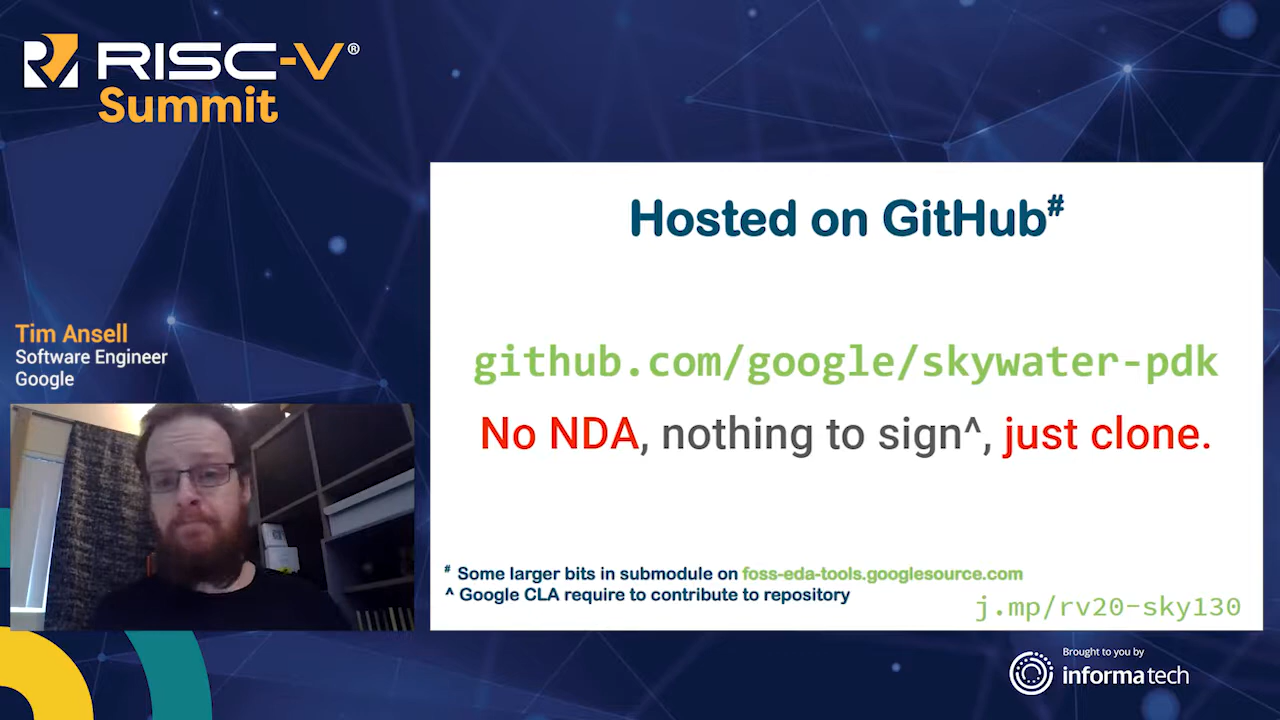 RISC-V®
Summit
Tim Ansell
Software Engineer
Google
Hosted on GitHub#
github.com/google/skywater-pdk
No NDA, nothing to sign^, just clone.
# Some larger bits in submodule on foss-eda-tools.googlesource.com
^ Google CLA require to contribute to repository
j.mp/rv20-sky130
Brought to you by
informa tech